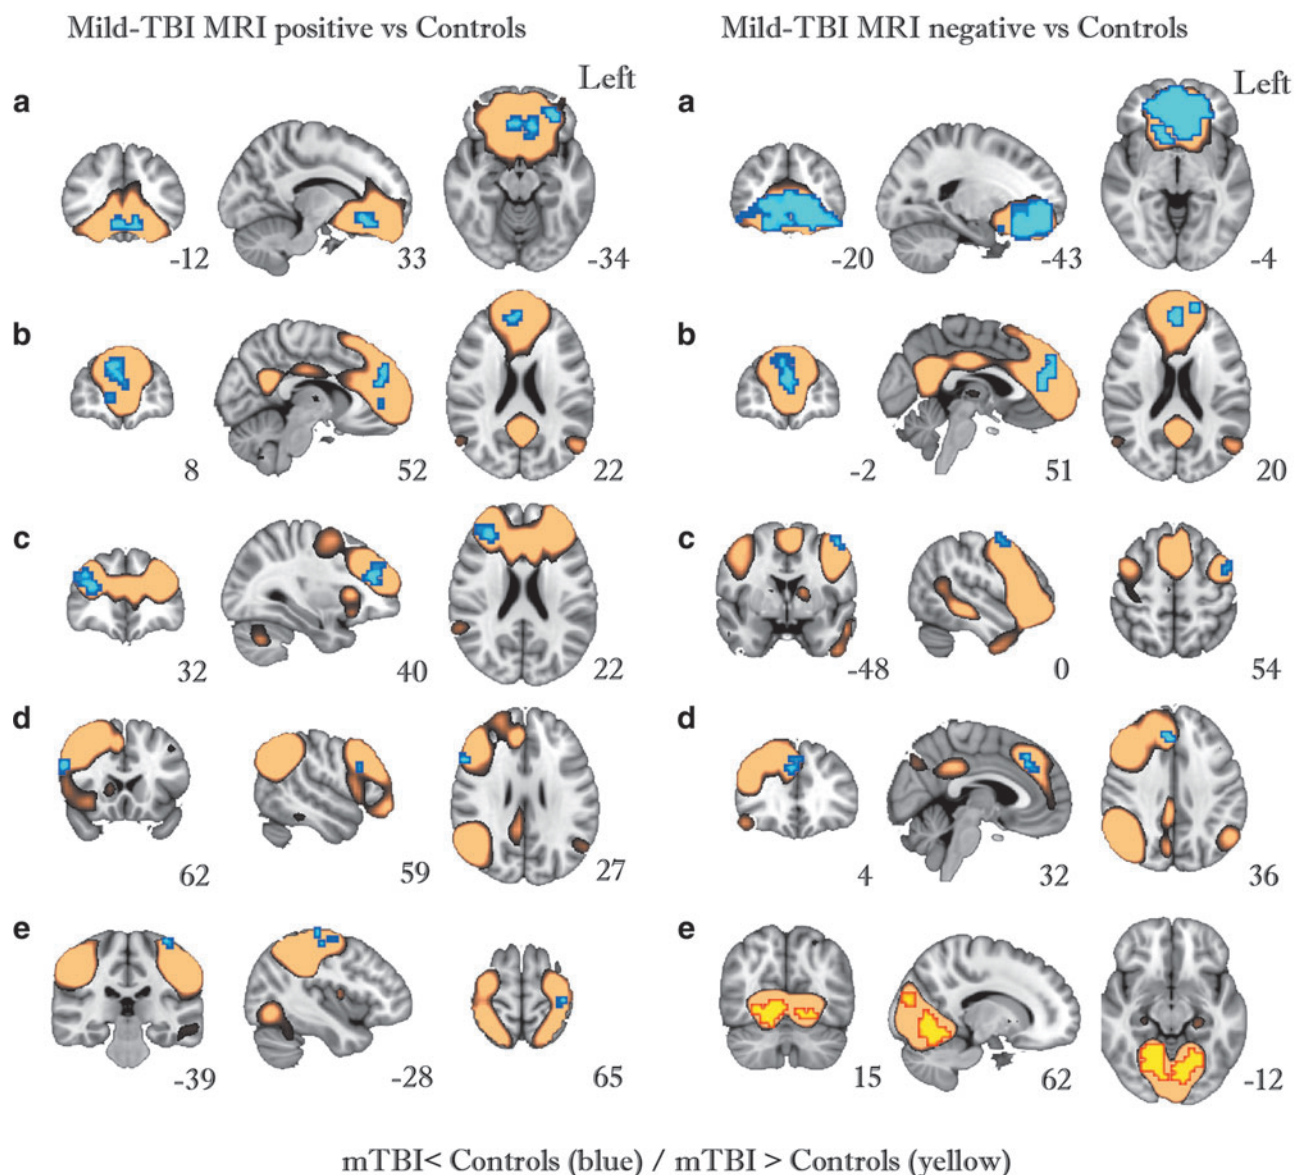 Mild-TBI MRI positive vs Controls
Mild-TBI MRI negative vs Controls
Left
a
-12
33
-34
b
8
52
22
c
32
40
22
d
62
59
27
e
-39
-28
65
Left
a
-20
-43
-4
b
-2
51
20
c
-48
0
54
d
4
32
36
e
15
62
-12
mTBI< Controls (blue) / mTBI > Controls (yellow)